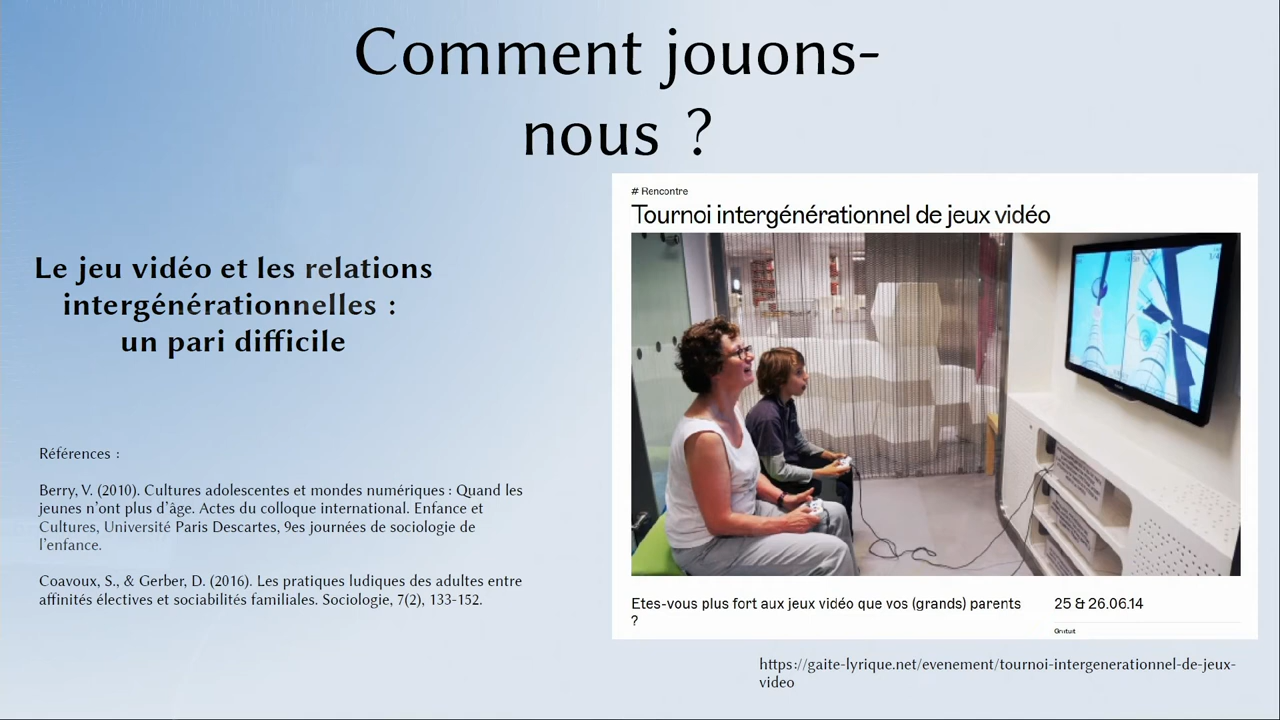 Comment jouons-
nous ?
Le jeu vidéo et les relations
intergénérationnelles :
un pari difficile
Références :
Berry, V. (2010). Cultures adolescentes et mondes numériques : Quand les
jeunes n'ont plus d'âge. Actes du colloque international. Enfance et
Cultures, Université Paris Descartes, 9es journées de sociologie de
l'enfance.
Coavoux, S., & Gerber, D. (2016). Les pratiques ludiques des adultes entre
affinités électives et sociabilités familiales. Sociologie, 7(2), 133-152.
# Rencontre
Tournoi intergénérationnel de jeux vidéo
Etes-vous plus fort aux jeux vidéo que vos (grands) parents
?
25 & 26.06.14
Gratuit
https://gaite-lyrique.net/evenement/tournoi-intergenerationnel-de-jeux-
video